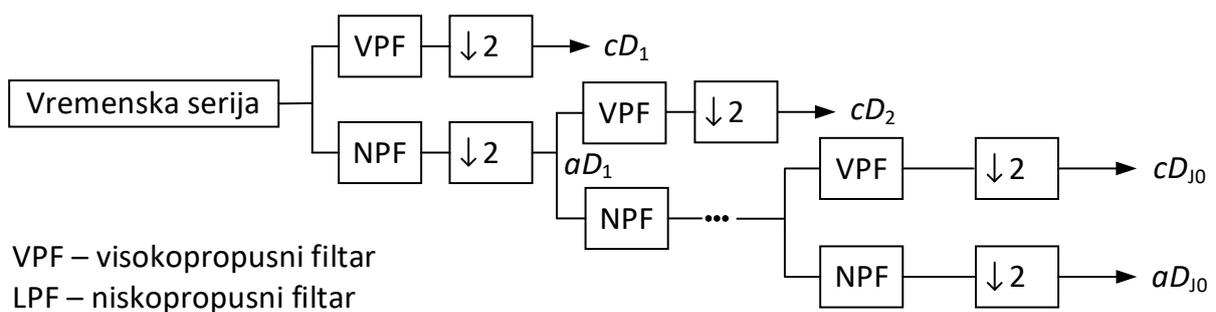 VPF
↓2
cD1
Vremenska serija
NPF
↓2
aD1
VPF
↓2
cD2
NPF
•••
VPF
↓2
cDJ0
NPF
↓2
aDJ0
VPF – visokopropusni filtar
LPF – niskopropusni filtar